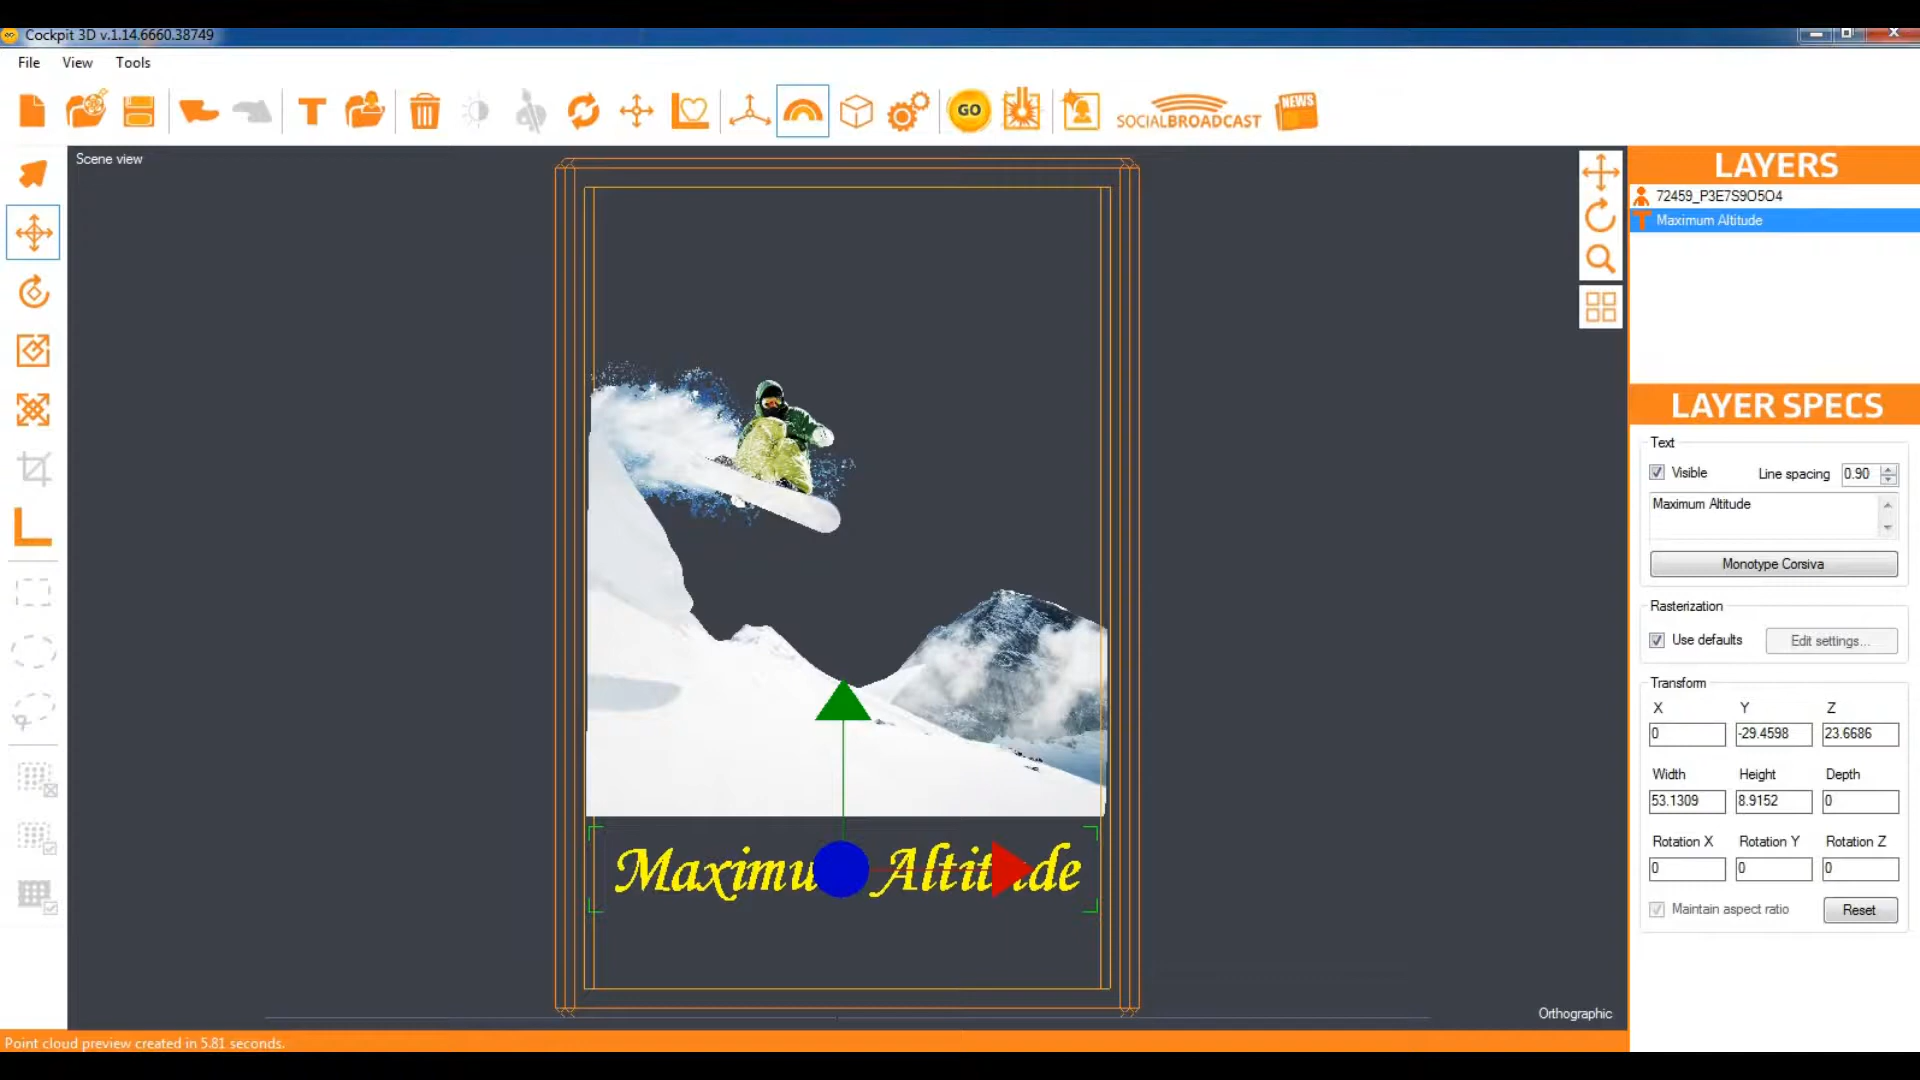 Cockpit 3D v.1.14.6660.38749
File View Tools
GO
SOCIALBROADCAST
NEWS
Scene view
LAYERS
72459_P3E7S9O5O4
Maximum Altitude
LAYER SPECS
Text
Visible
Line spacing
0.90
Maximum Altitude
Monotype Corsiva
Rasterization
Use defaults
Edit settings...
Transform
X Y Z
0 -29.4598 23.6686
Width Height Depth
53.1309 8.9152 0
Rotation X Rotation Y Rotation Z
0 0 0
Maintain aspect ratio
Reset
Maximum Altitude
Orthographic
Point cloud preview created in 5.81 seconds.